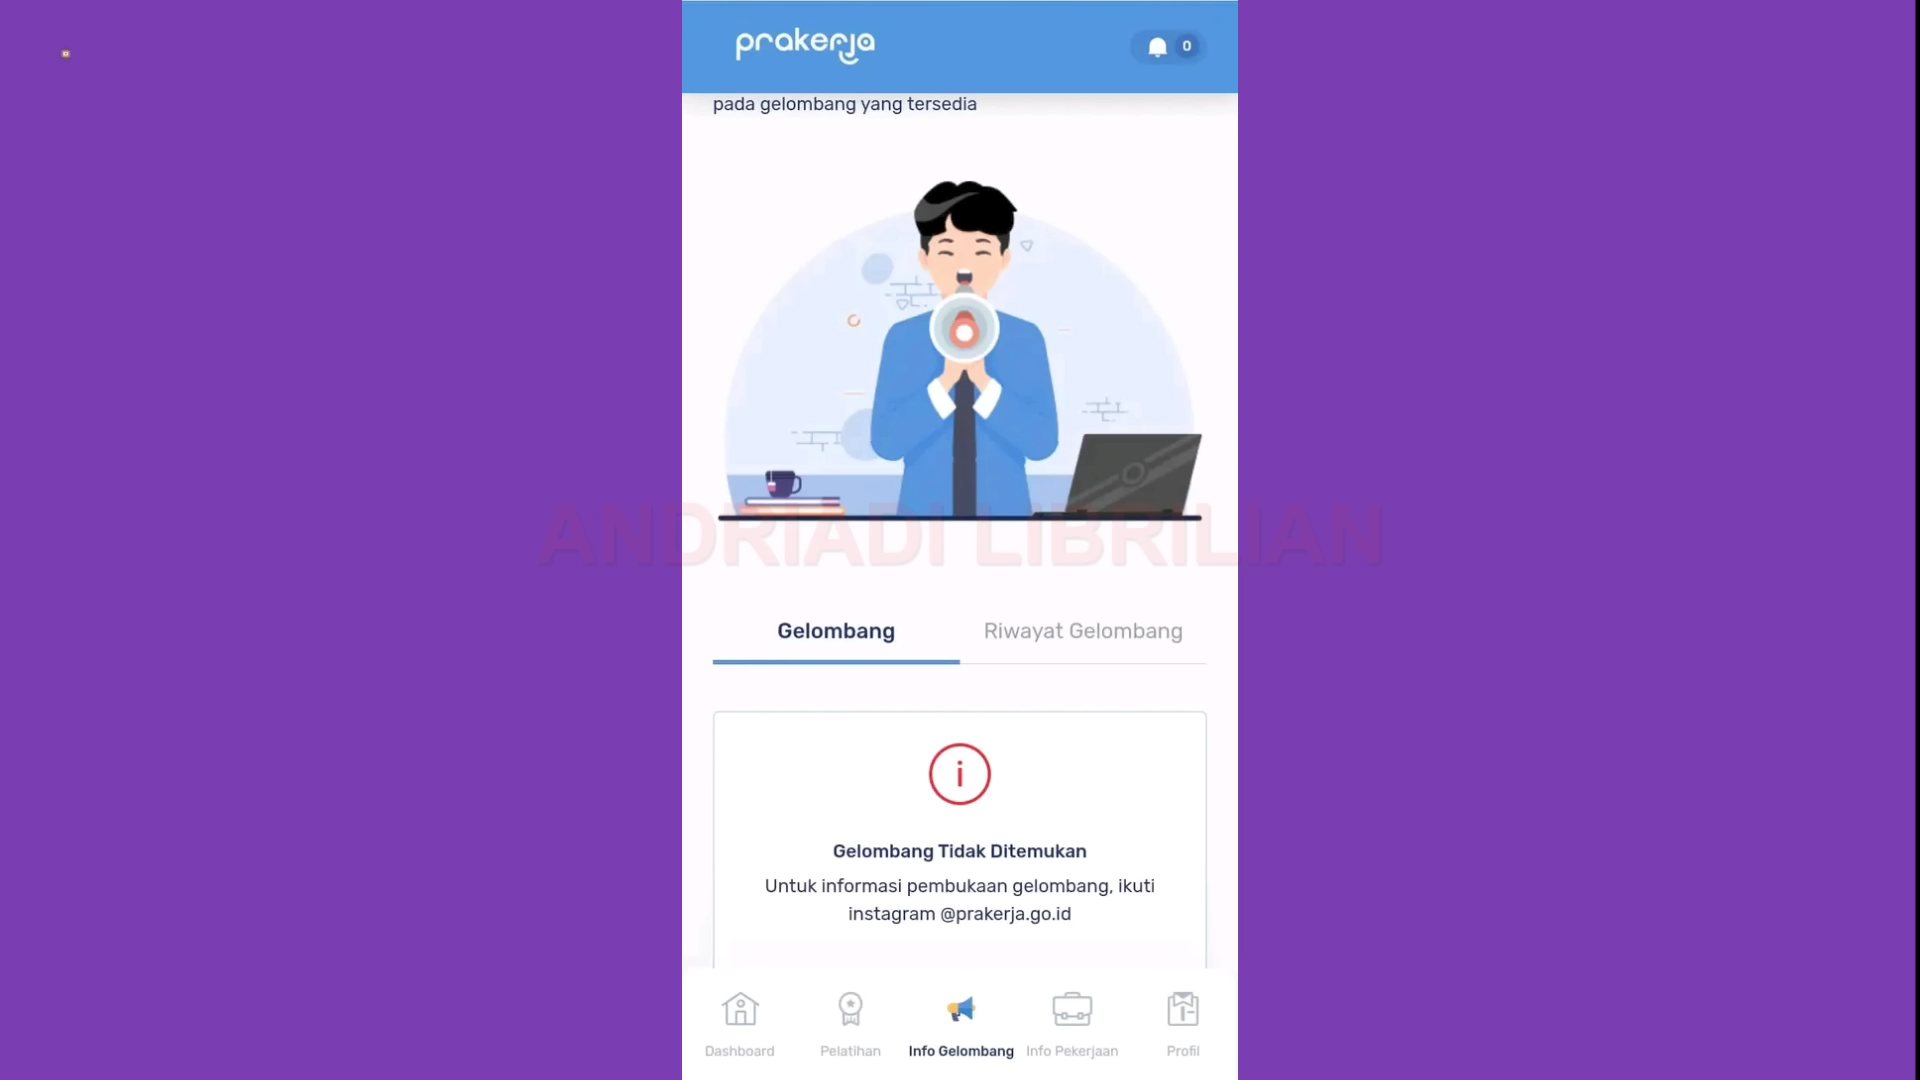 prakerja
0
pada gelombang yang tersedia
ANDRIADI LIBRILIAN
Gelombang
Riwayat Gelombang
Gelombang Tidak Ditemukan
Untuk informasi pembukaan gelombang, ikuti
instagram @prakerja.go.id
Dashboard
Pelatihan
Info Gelombang
Info Pekerjaan
Profil